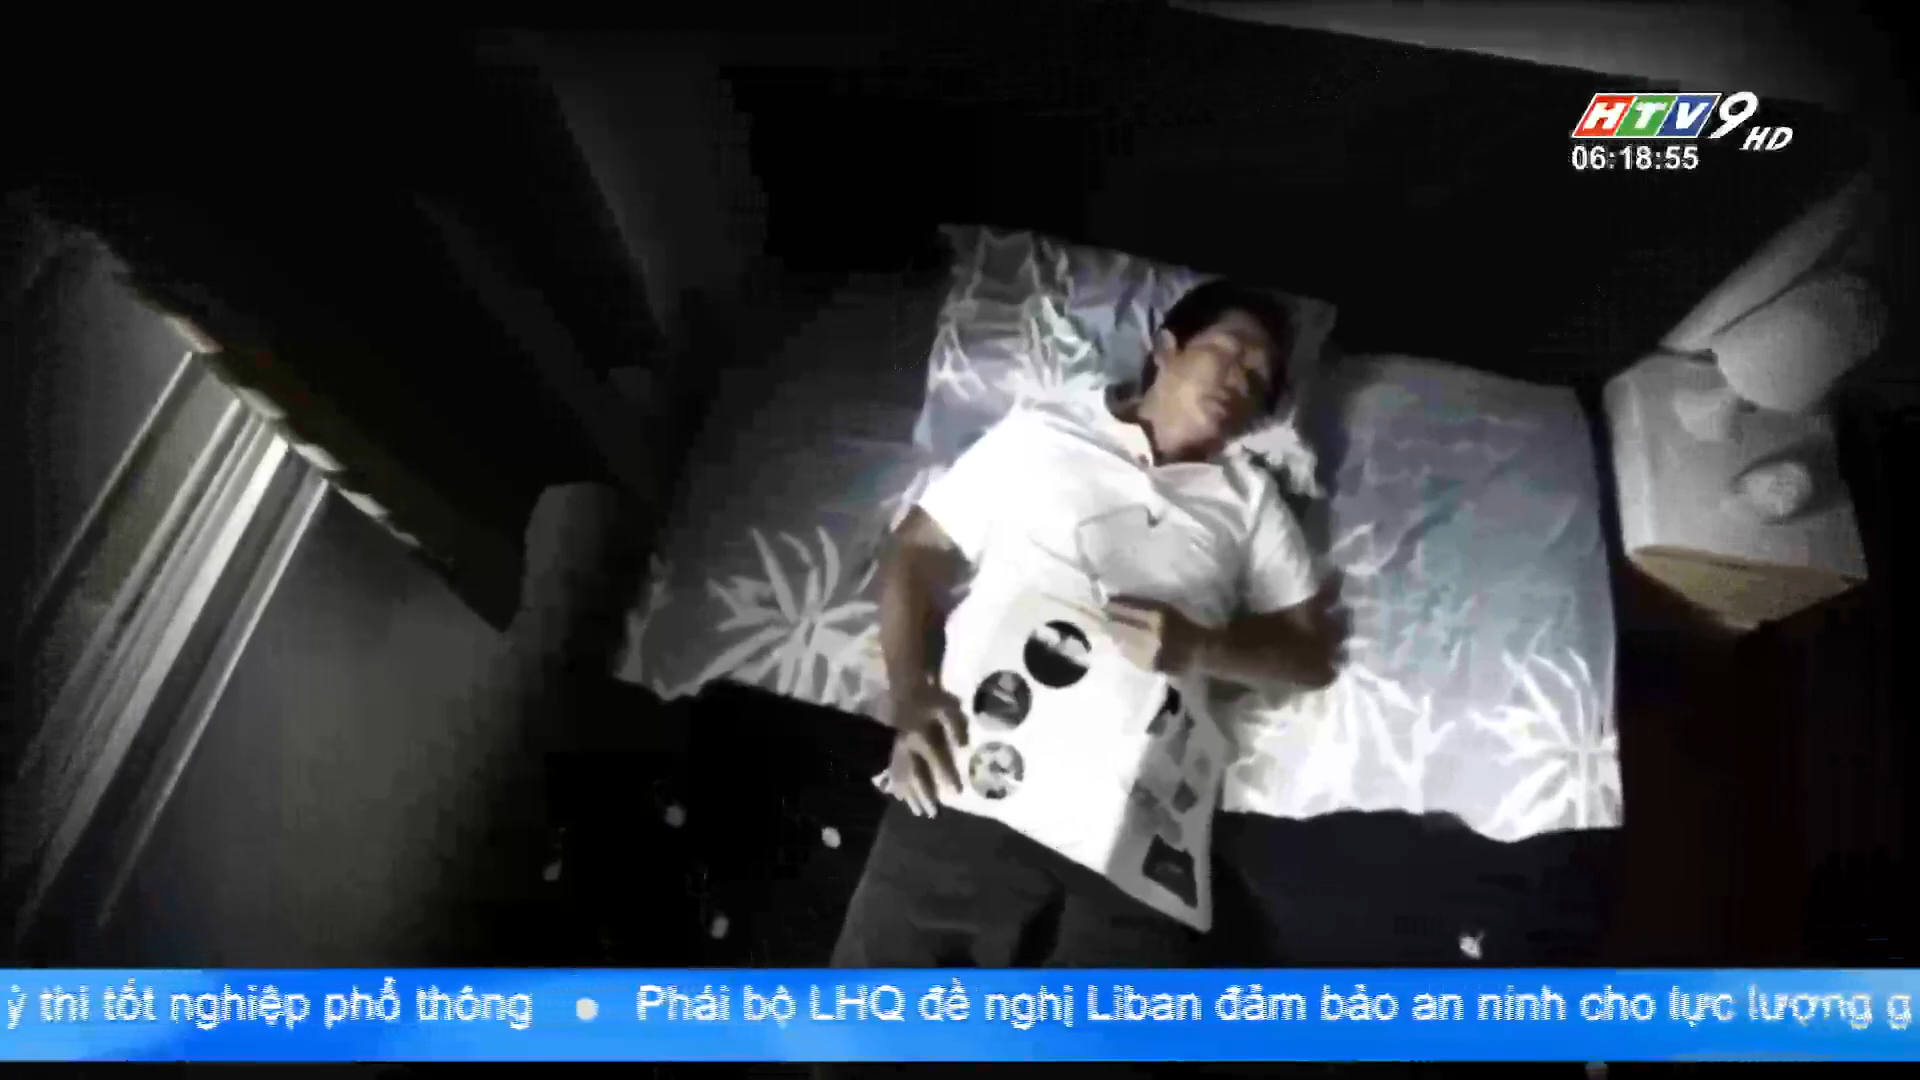 HTV9 HD
06:18:55
ỳ thi tốt nghiệp phổ thông • Phái bộ LHQ đề nghị Liban đảm bảo an ninh cho lực lượng g